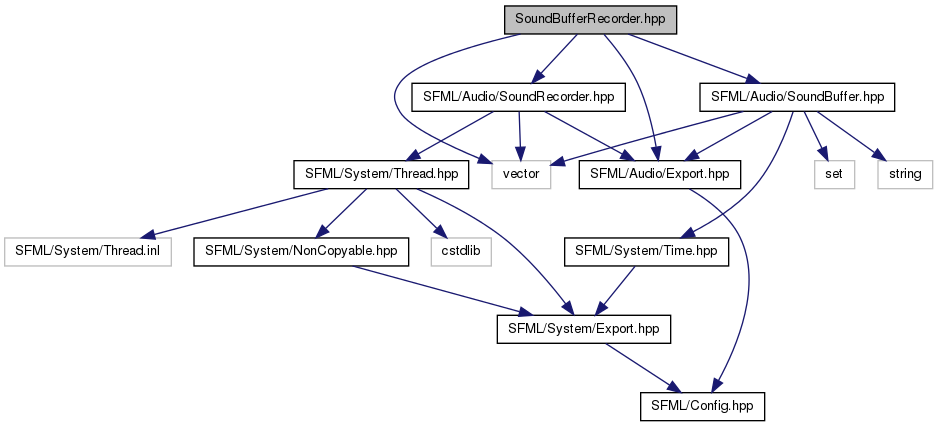 SoundBufferRecorder.hpp
SFML/Audio/SoundRecorder.hpp
SFML/Audio/SoundBuffer.hpp
SFML/System/Thread.hpp
vector
SFML/Audio/Export.hpp
set
string
SFML/System/Thread.inl
SFML/System/NonCopyable.hpp
cstdlib
SFML/System/Time.hpp
SFML/System/Export.hpp
SFML/Config.hpp